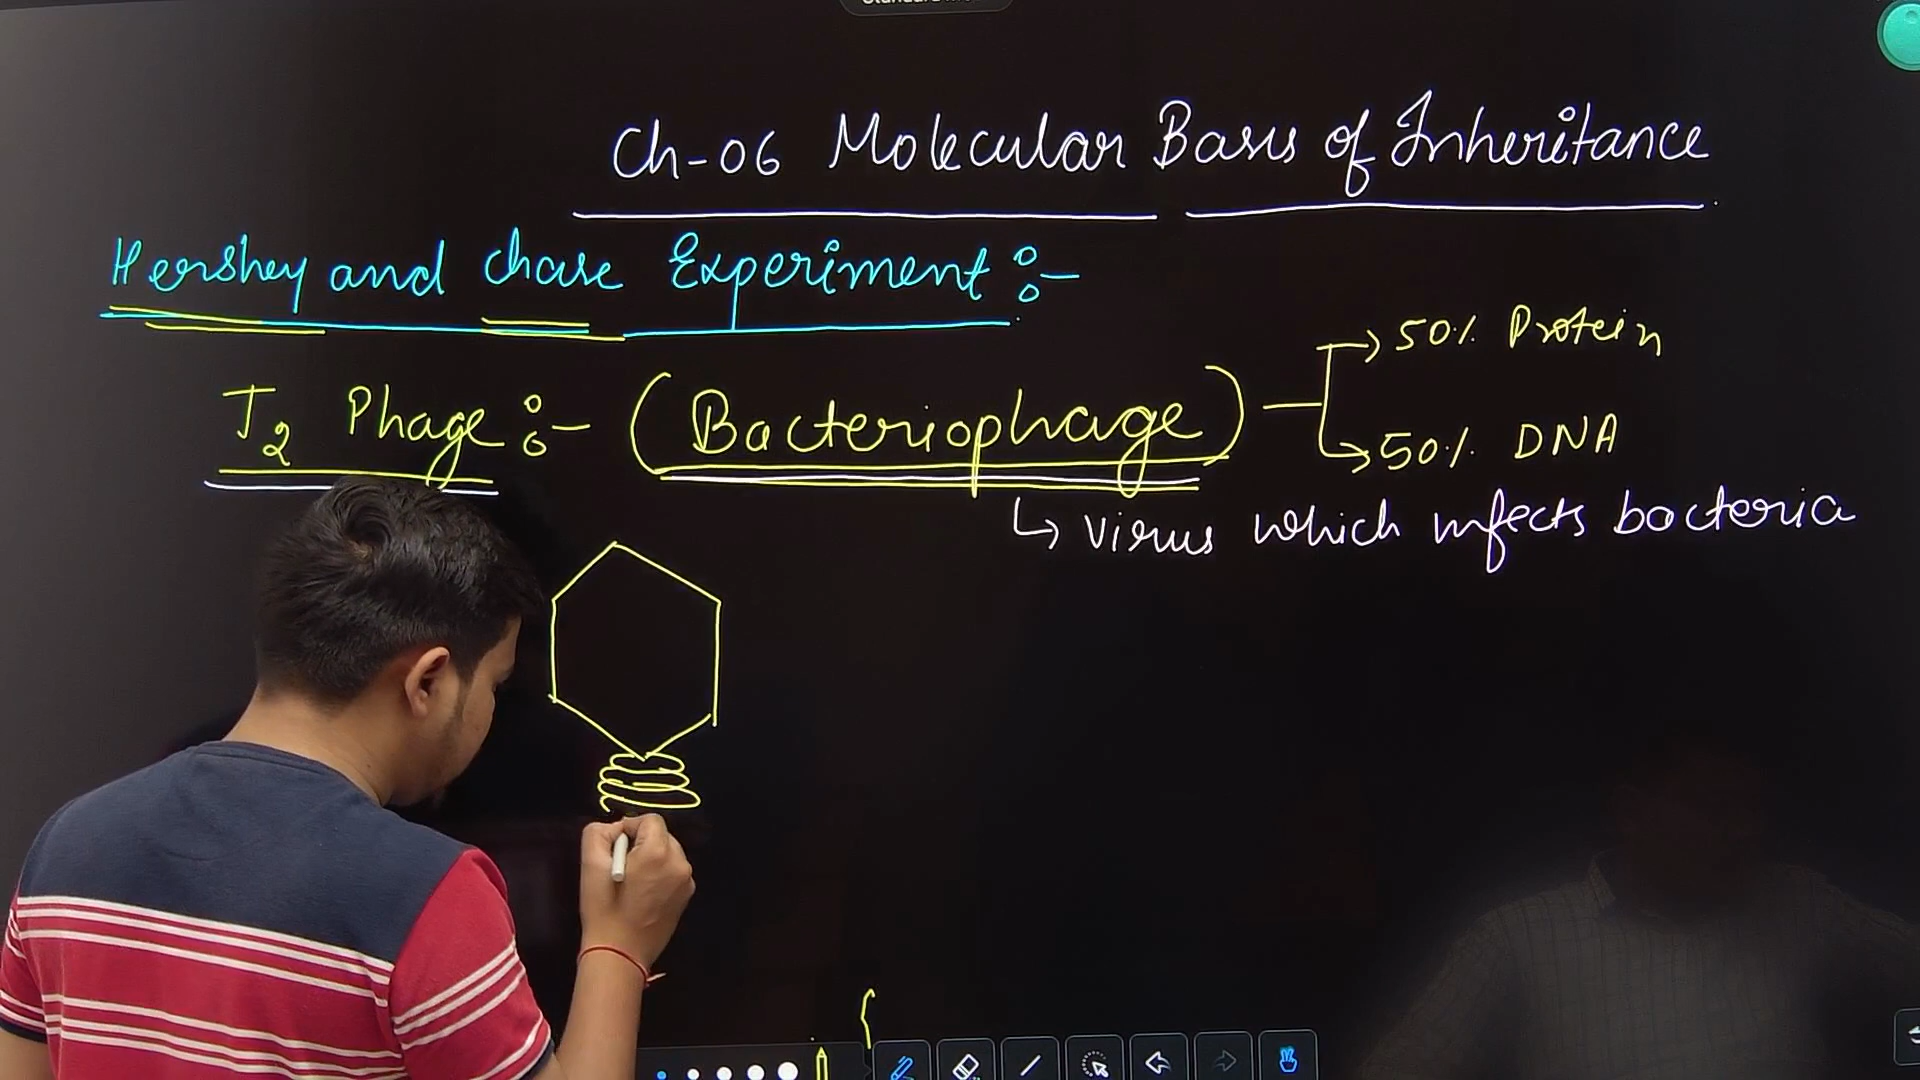 Ch-06 Molecular Basis of Inheritance
Hershey and chase Experiment :-
T2 Phage :- (Bacteriophage)
→ 50% Protein
→ 50% DNA
↳ virus which infects bacteria